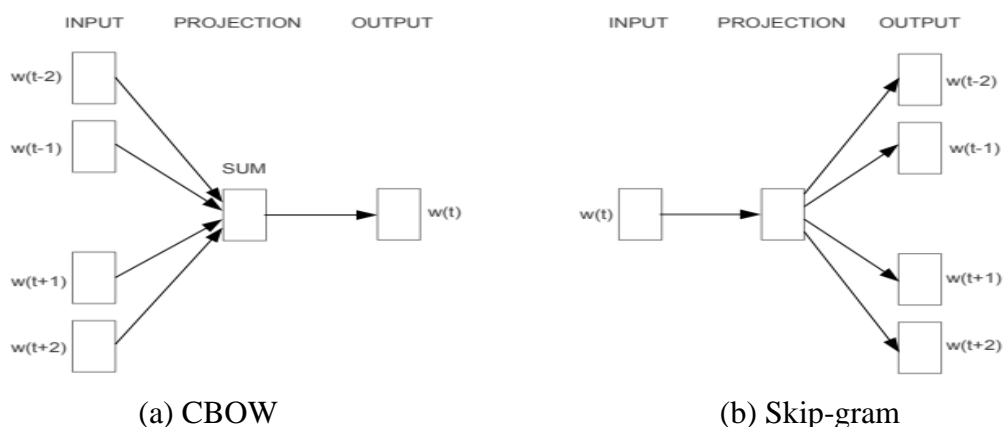 INPUT PROJECTION OUTPUT
w(t-2)
w(t-1)
SUM
w(t)
w(t+1)
w(t+2)
(a) CBOW
INPUT PROJECTION OUTPUT
w(t-2)
w(t-1)
w(t)
w(t+1)
w(t+2)
(b) Skip-gram